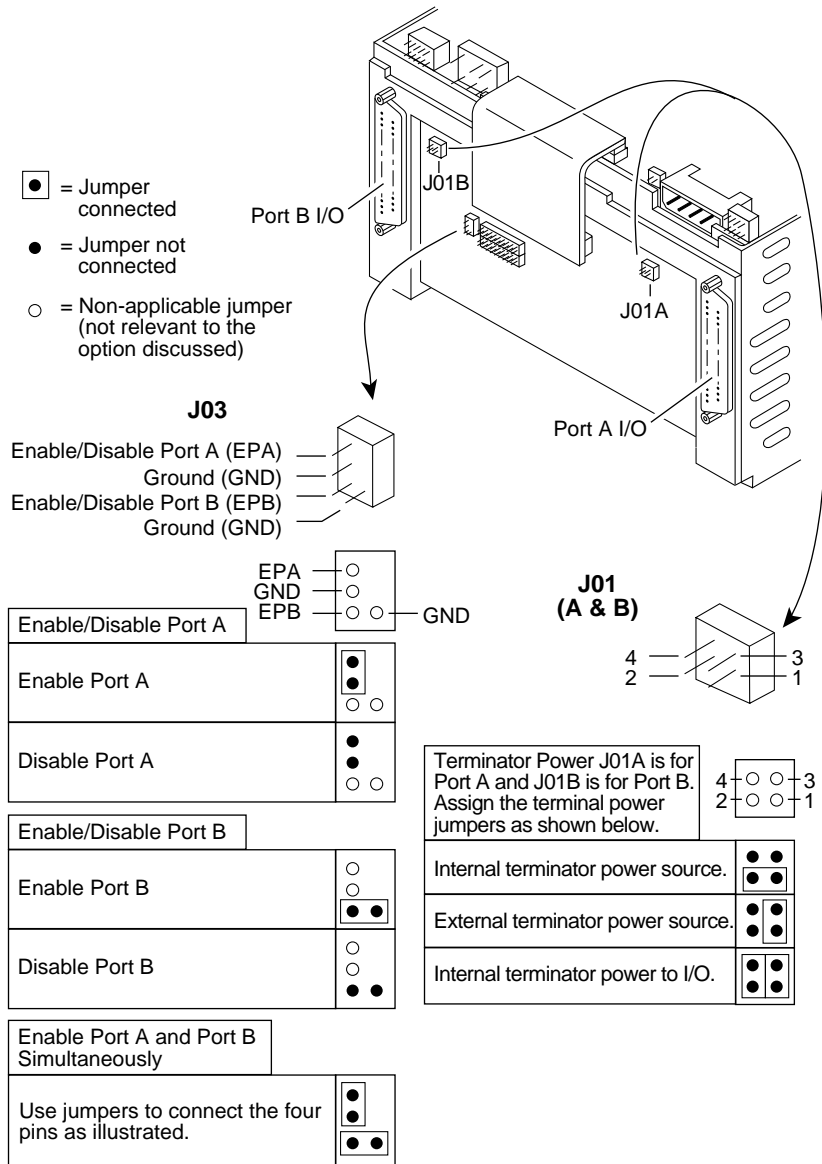 J01B
Port B I/O
J01A
Port A I/O
= Jumper
connected
= Jumper not
connected
= Non-applicable jumper
(not relevant to the
option discussed)
J03
Enable/Disable Port A (EPA)
Ground (GND)
Enable/Disable Port B (EPB)
Ground (GND)
EPA
GND
EPB
GND
Enable/Disable Port A
Enable Port A
Disable Port A
Enable/Disable Port B
Enable Port B
Disable Port B
Enable Port A and Port B
Simultaneously
Use jumpers to connect the four
pins as illustrated.
J01
(A & B)
4 3
2 1
Terminator Power J01A is for
Port A and J01B is for Port B.
Assign the terminal power
jumpers as shown below.
4 3
2 1
Internal terminator power source.
External terminator power source.
Internal terminator power to I/O.